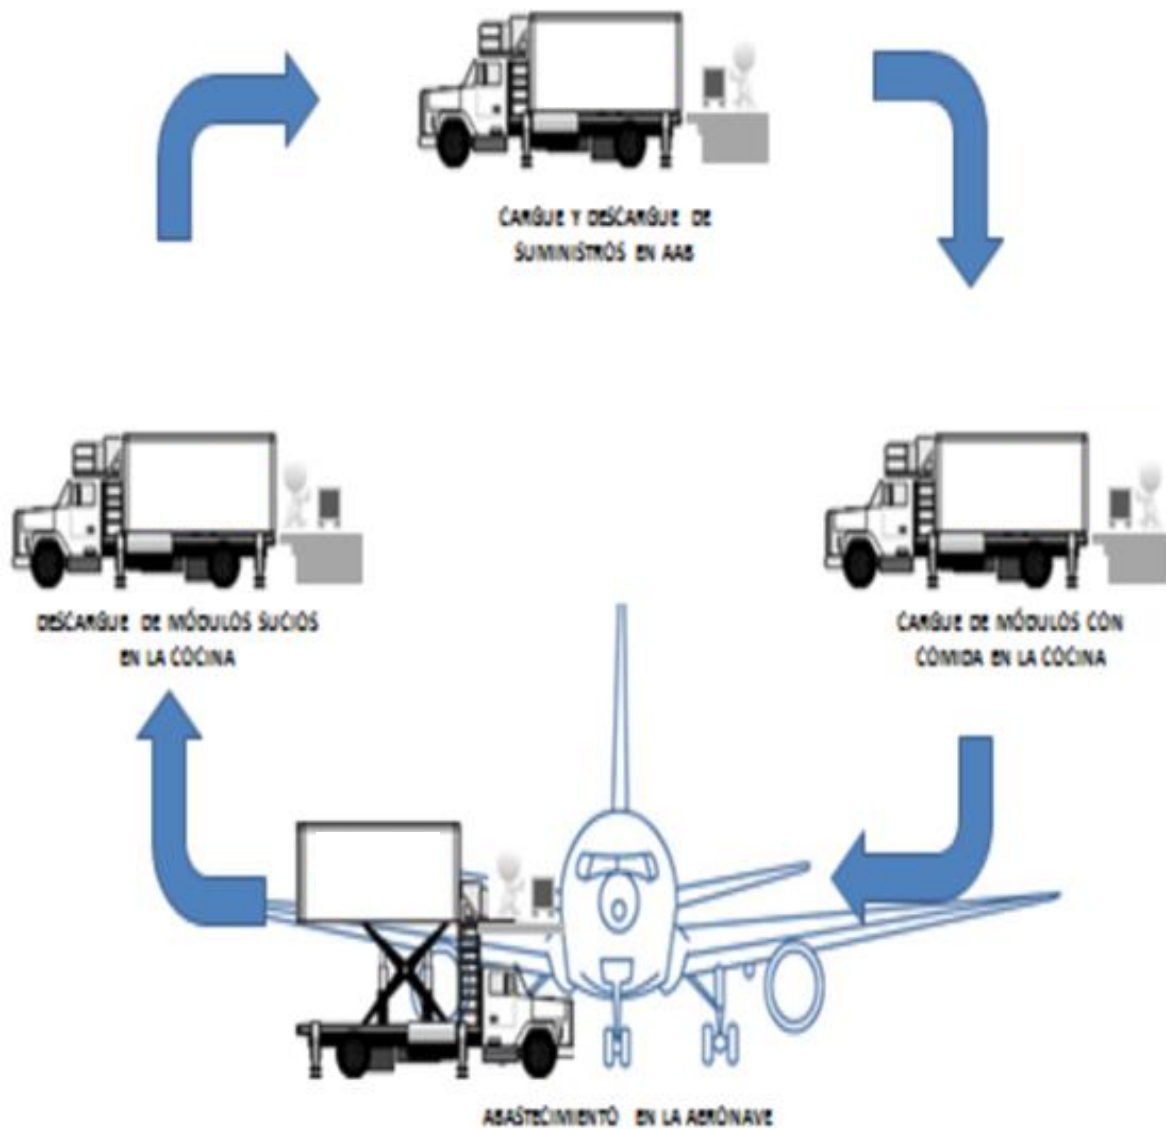 CARGUE Y DESCARGUE DE
SUMINISTROS EN AAB
DESCARGUE DE MÓDULOS SUCIOS
EN LA COCINA
CARGUE DE MÓDULOS CON
COMIDA EN LA COCINA
ABASTECIMIENTO EN LA AERONAVE